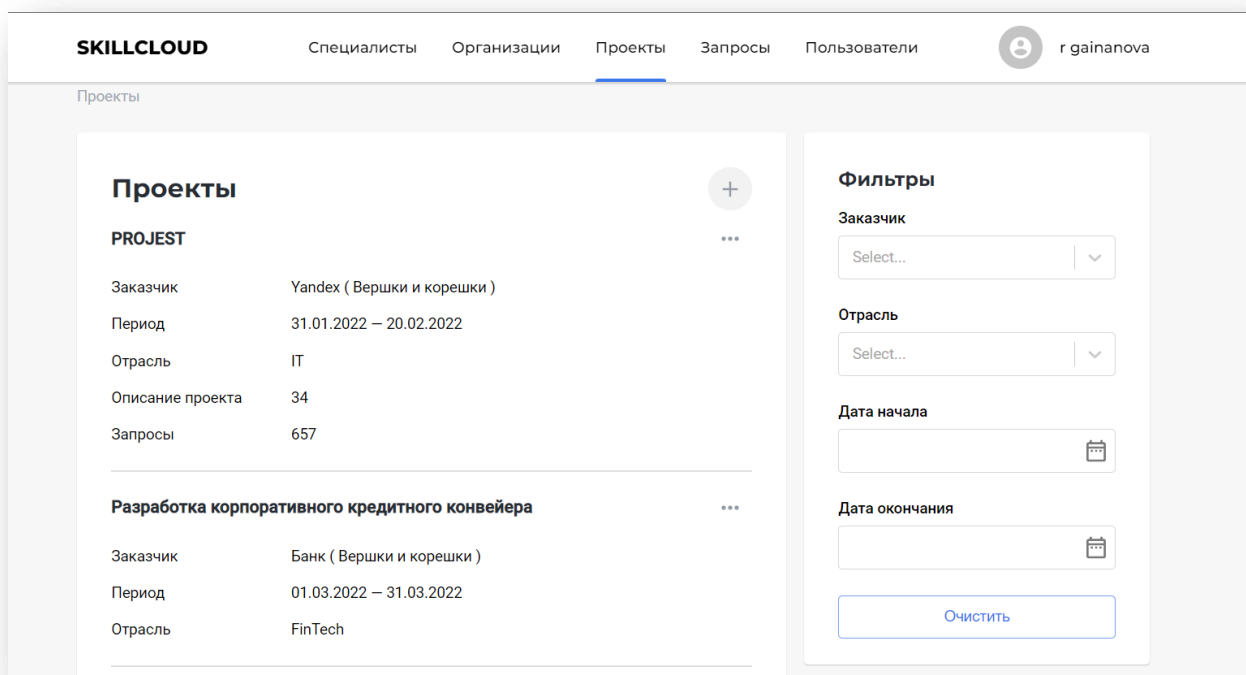 SKILLCLOUD Специалисты Организации Проекты Запросы Пользователи r gainanova
Проекты
Проекты
PROJEST
Заказчик Yandex ( Вершки и корешки )
Период 31.01.2022 — 20.02.2022
Отрасль IT
Описание проекта 34
Запросы 657
Разработка корпоративного кредитного конвейера
Заказчик Банк ( Вершки и корешки )
Период 01.03.2022 — 31.03.2022
Отрасль FinTech
Фильтры
Заказчик
Select...
Отрасль
Select...
Дата начала
Дата окончания
Очистить